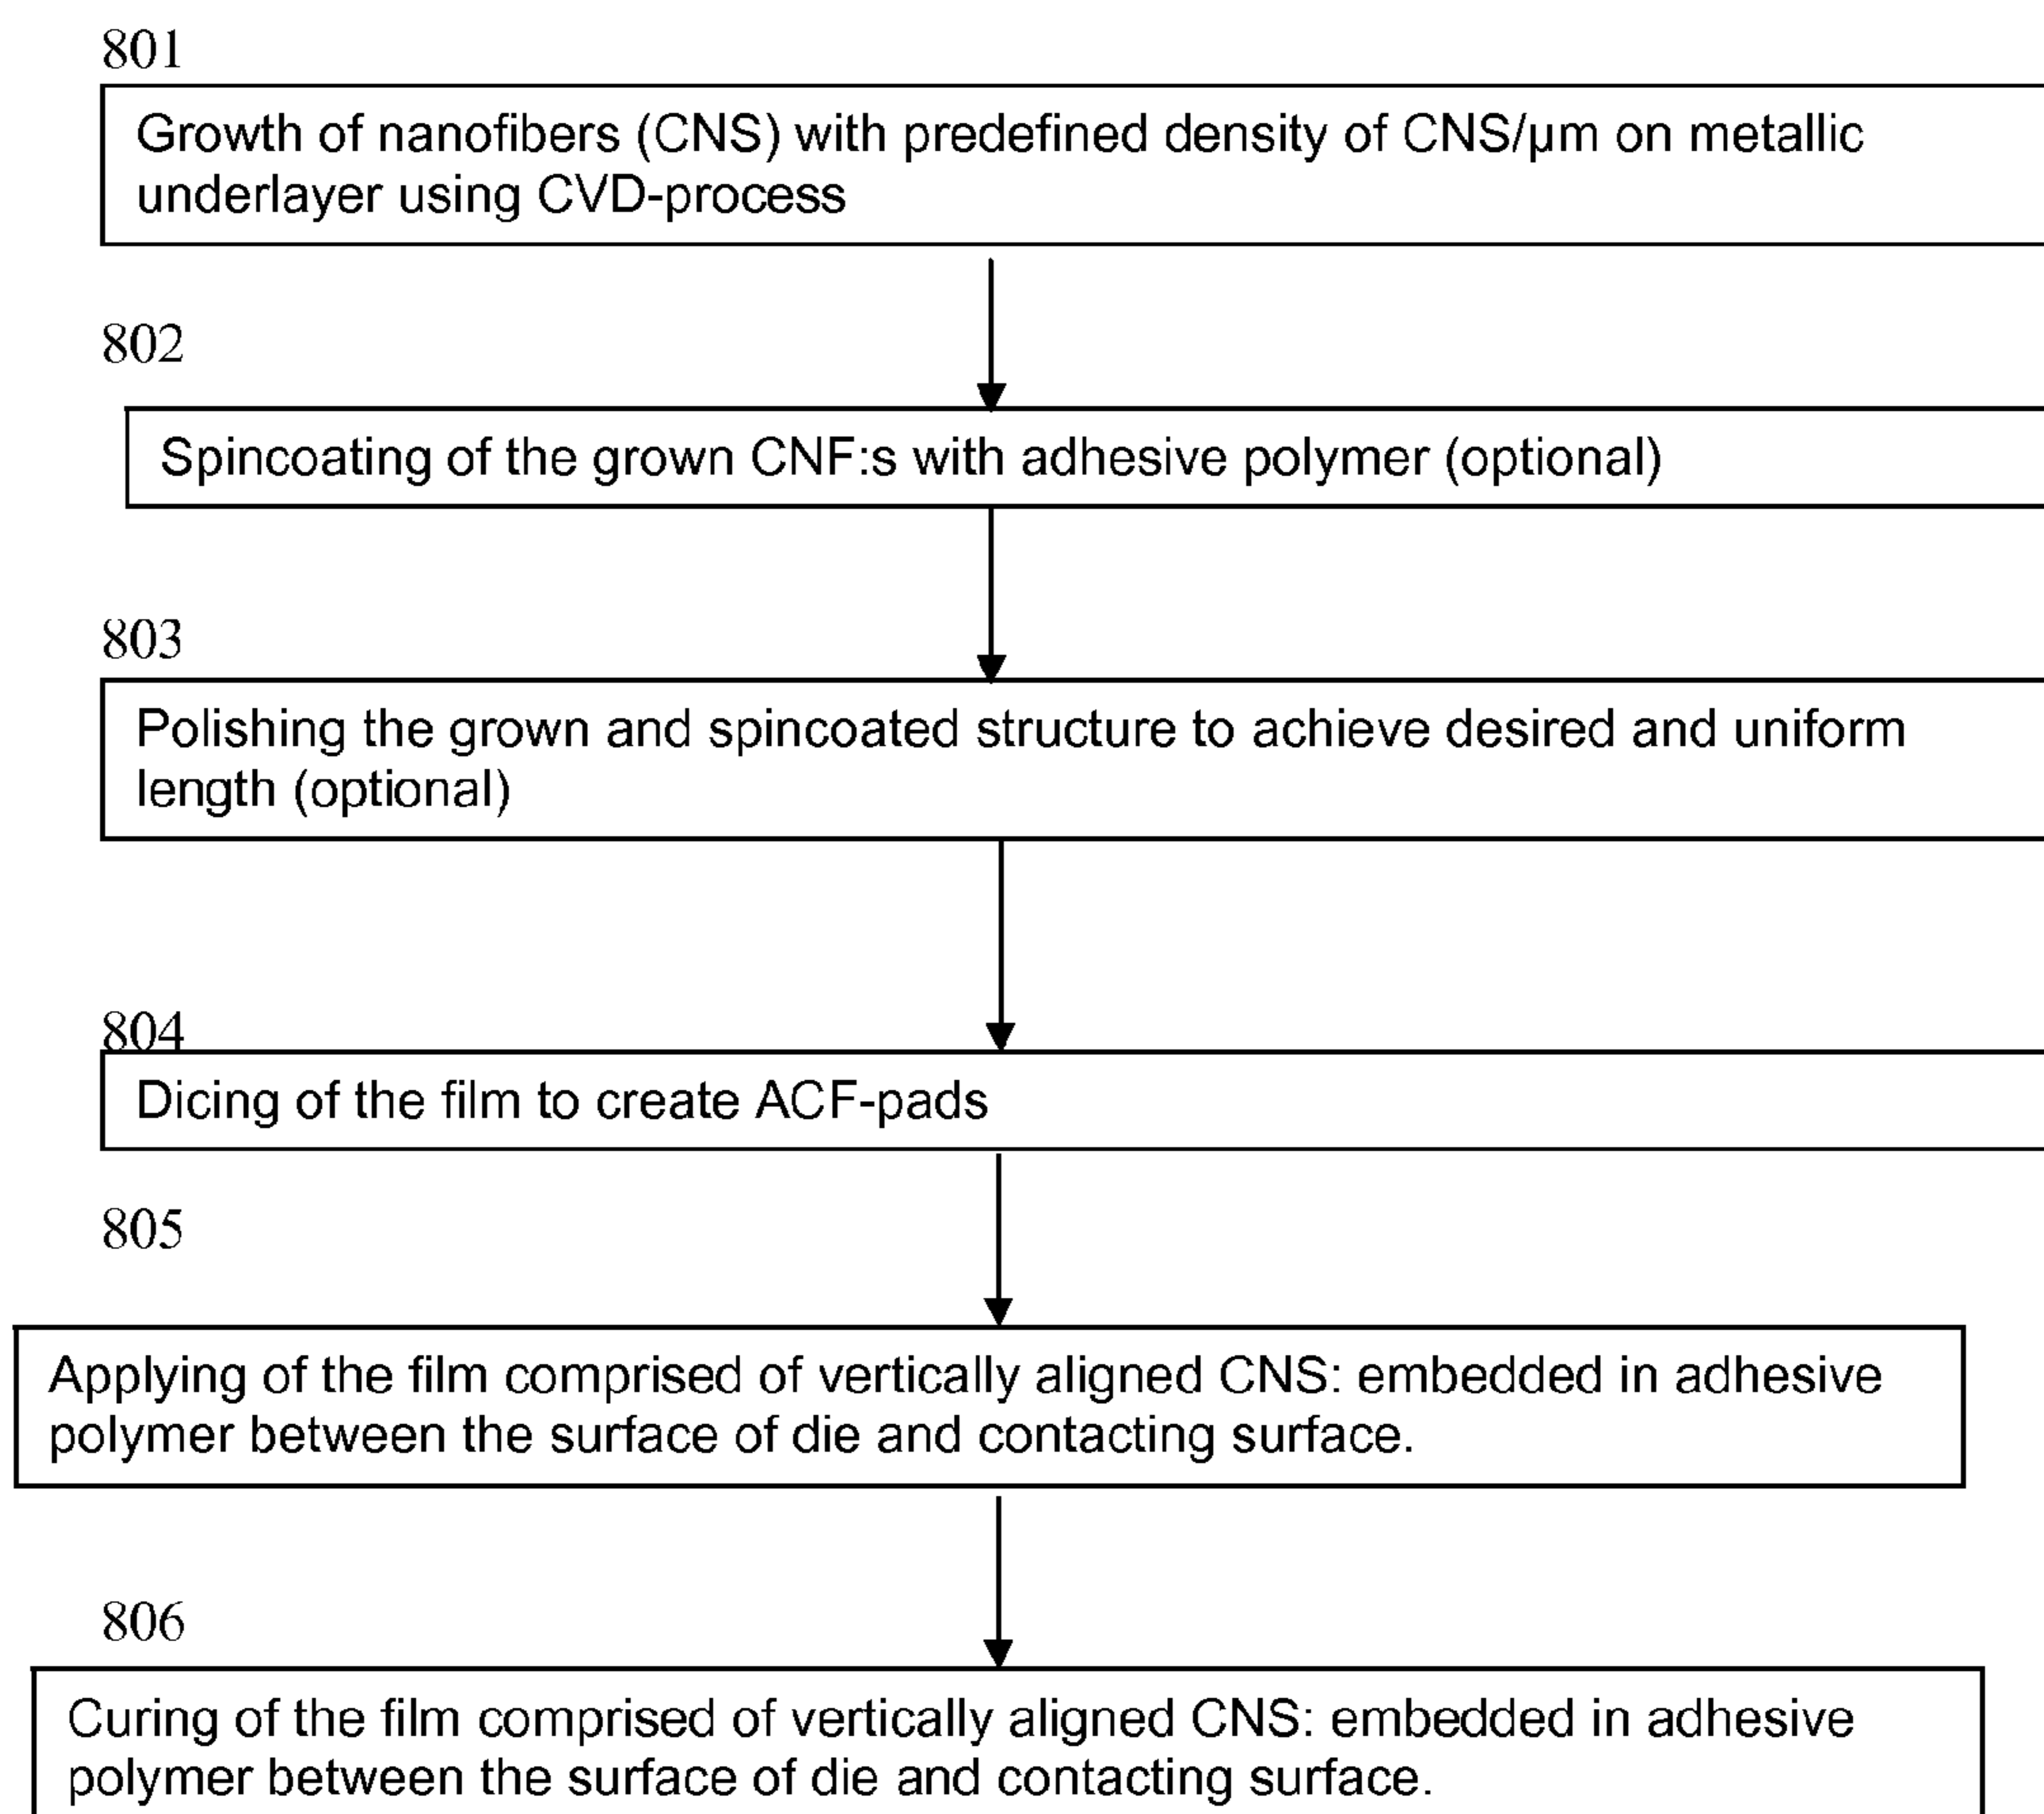 801
Growth of nanofibers (CNS) with predefined density of CNS/μm on metallic
underlayer using CVD-process
802
Spincoating of the grown CNF:s with adhesive polymer (optional)
803
Polishing the grown and spincoated structure to achieve desired and uniform
length (optional)
804
Dicing of the film to create ACF-pads
805
Applying of the film comprised of vertically aligned CNS: embedded in adhesive
polymer between the surface of die and contacting surface.
806
Curing of the film comprised of vertically aligned CNS: embedded in adhesive
polymer between the surface of die and contacting surface.